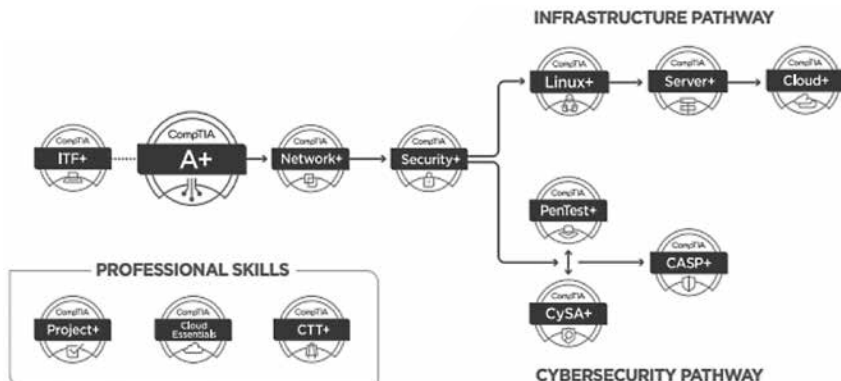 INFRASTRUCTURE PATHWAY
CompTIA
Linux+
CompTIA
Server+
CompTIA
Cloud+
CompTIA
ITF+
CompTIA
A+
CompTIA
Network+
CompTIA
Security+
CompTIA
PenTest+
CompTIA
CASP+
CompTIA
CySA+
CYBERSECURITY PATHWAY
PROFESSIONAL SKILLS
CompTIA
Project+
CompTIA
Cloud
Essentials
CompTIA
CTT+